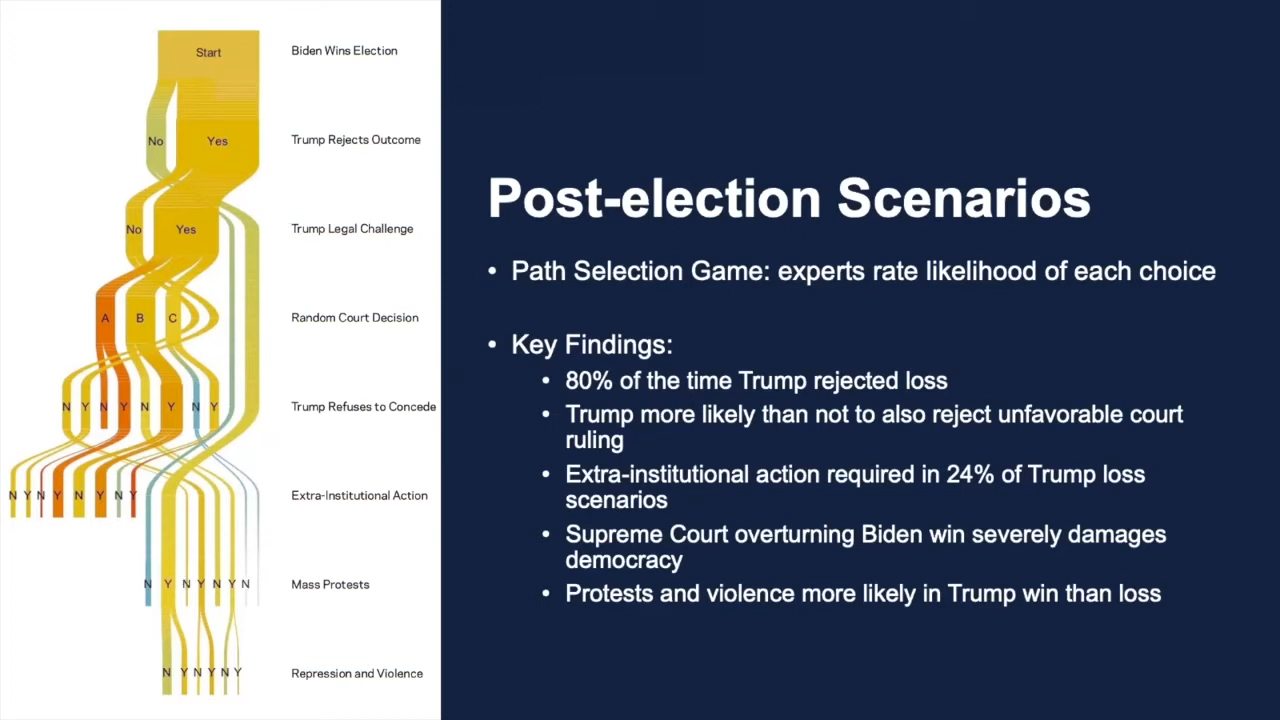 Start
Biden Wins Election
No
Yes
Trump Rejects Outcome
No
Yes
Trump Legal Challenge
A
B
C
Random Court Decision
N Y N Y N Y N Y
Trump Refuses to Concede
N Y N Y N Y N Y
Extra-Institutional Action
N Y N Y N Y N
Mass Protests
N Y N Y N Y
Repression and Violence
Post-election Scenarios
• Path Selection Game: experts rate likelihood of each choice
• Key Findings:
• 80% of the time Trump rejected loss
• Trump more likely than not to also reject unfavorable court
ruling
• Extra-institutional action required in 24% of Trump loss
scenarios
• Supreme Court overturning Biden win severely damages
democracy
• Protests and violence more likely in Trump win than loss